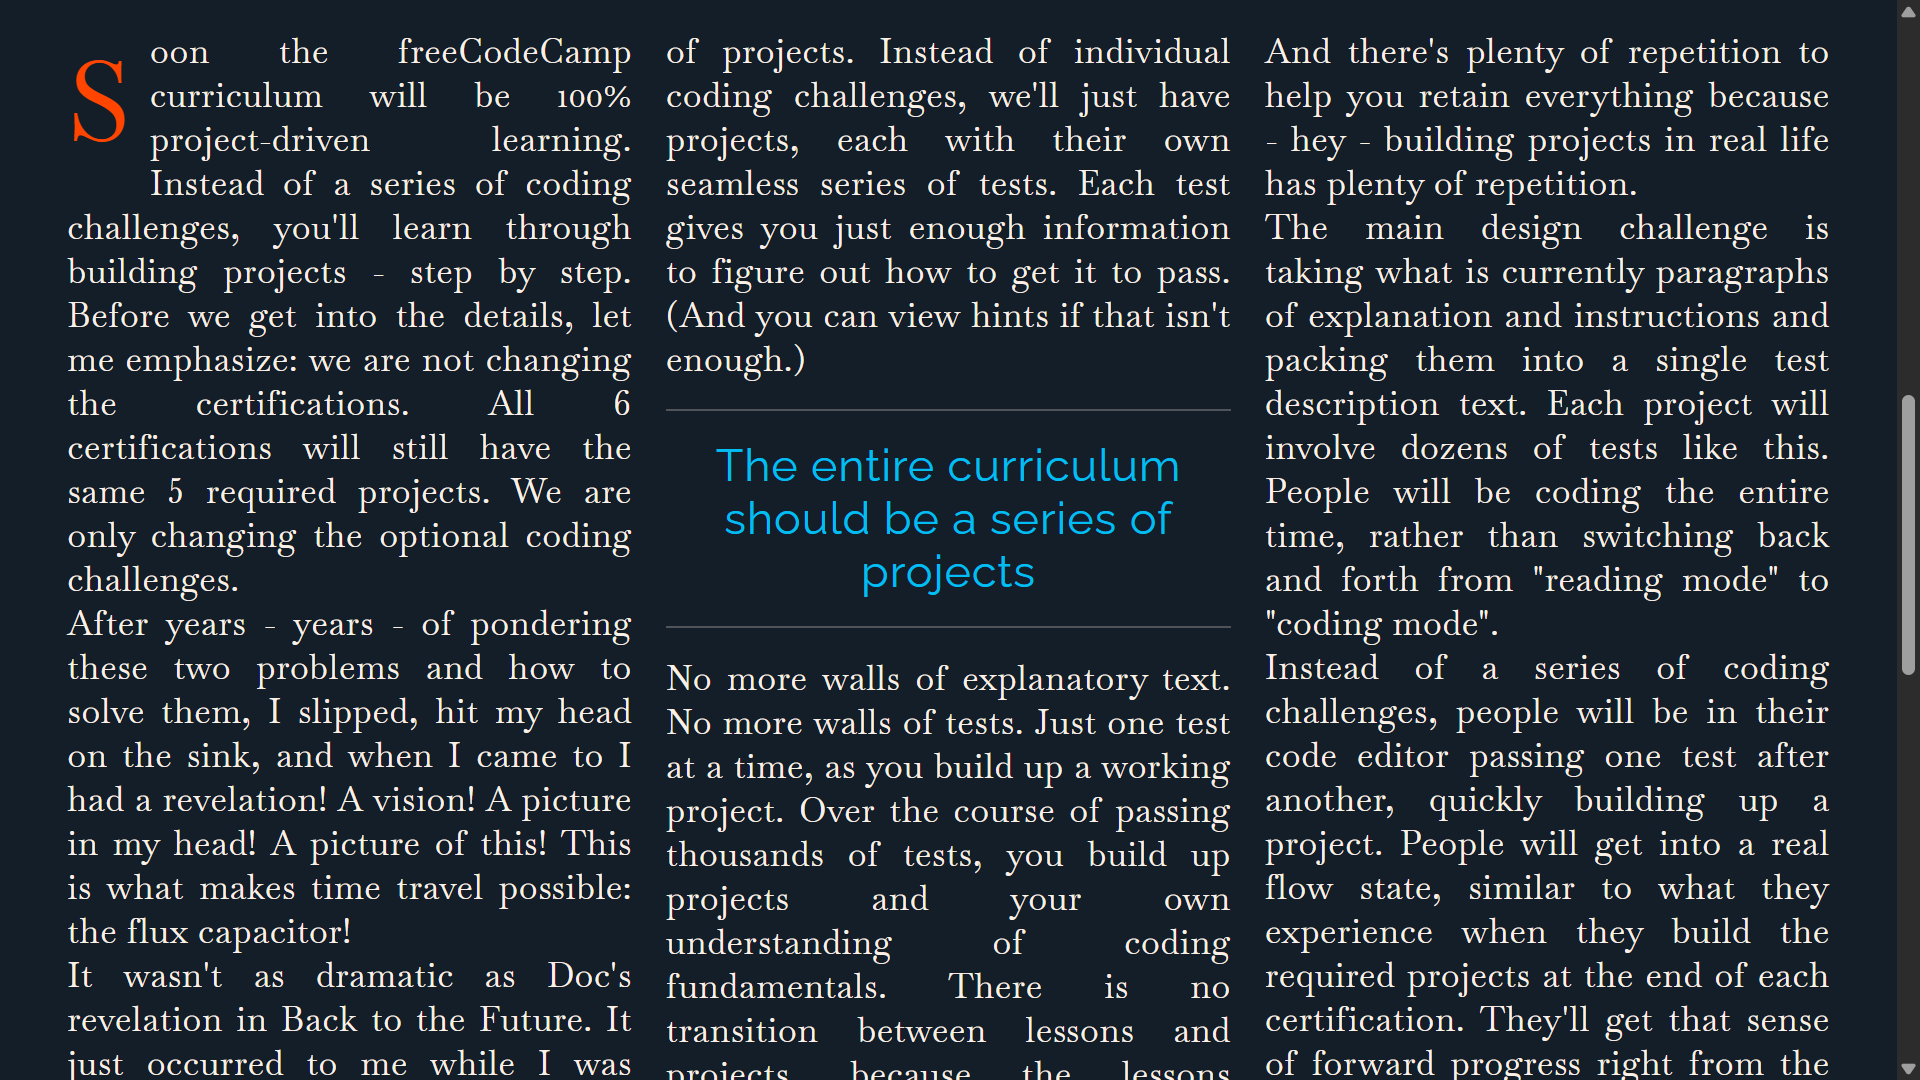 Soon the freeCodeCamp
curriculum will be 100%
project-driven learning.
Instead of a series of coding
challenges, you'll learn through
building projects - step by step.
Before we get into the details, let
me emphasize: we are not changing
the certifications. All 6
certifications will still have the
same 5 required projects. We are
only changing the optional coding
challenges.
After years - years - of pondering
these two problems and how to
solve them, I slipped, hit my head
on the sink, and when I came to I
had a revelation! A vision! A picture
in my head! A picture of this! This
is what makes time travel possible:
the flux capacitor!
It wasn't as dramatic as Doc's
revelation in Back to the Future. It
just occurred to me while I was
of projects. Instead of individual
coding challenges, we'll just have
projects, each with their own
seamless series of tests. Each test
gives you just enough information
to figure out how to get it to pass.
(And you can view hints if that isn't
enough.)
The entire curriculum
should be a series of
projects
No more walls of explanatory text.
No more walls of tests. Just one test
at a time, as you build up a working
project. Over the course of passing
thousands of tests, you build up
projects and your own
understanding of coding
fundamentals. There is no
transition between lessons and
projects, because the lessons
And there's plenty of repetition to
help you retain everything because
- hey - building projects in real life
has plenty of repetition.
The main design challenge is
taking what is currently paragraphs
of explanation and instructions and
packing them into a single test
description text. Each project will
involve dozens of tests like this.
People will be coding the entire
time, rather than switching back
and forth from "reading mode" to
"coding mode".
Instead of a series of coding
challenges, people will be in their
code editor passing one test after
another, quickly building up a
project. People will get into a real
flow state, similar to what they
experience when they build the
required projects at the end of each
certification. They'll get that sense
of forward progress right from the